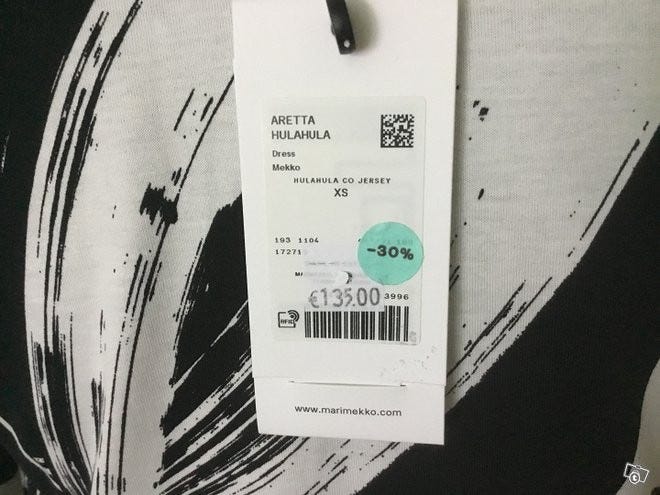 ARETTA
HULAHULA
Dress
Mekko
HULAHULA CO JERSEY
XS
193 1104
17271
-30%
€135.00
3996
RFID
www.marimekko.com